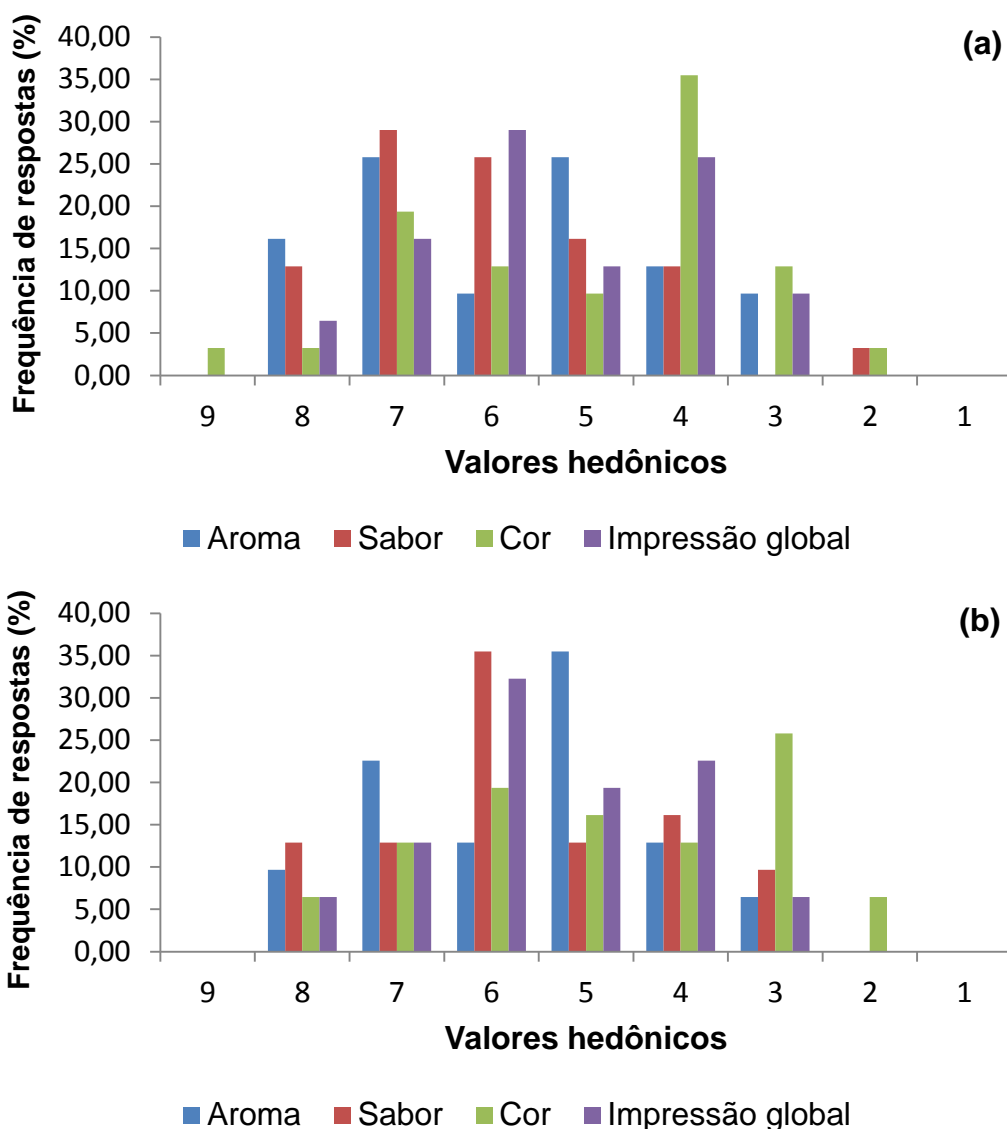 (a)
Frequência de respostas (%)
40,00
35,00
30,00
25,00
20,00
15,00
10,00
5,00
0,00
9 8 7 6 5 4 3 2 1
Valores hedônicos
Aroma Sabor Cor Impressão global
(b)
Frequência de respostas (%)
40,00
35,00
30,00
25,00
20,00
15,00
10,00
5,00
0,00
9 8 7 6 5 4 3 2 1
Valores hedônicos
Aroma Sabor Cor Impressão global